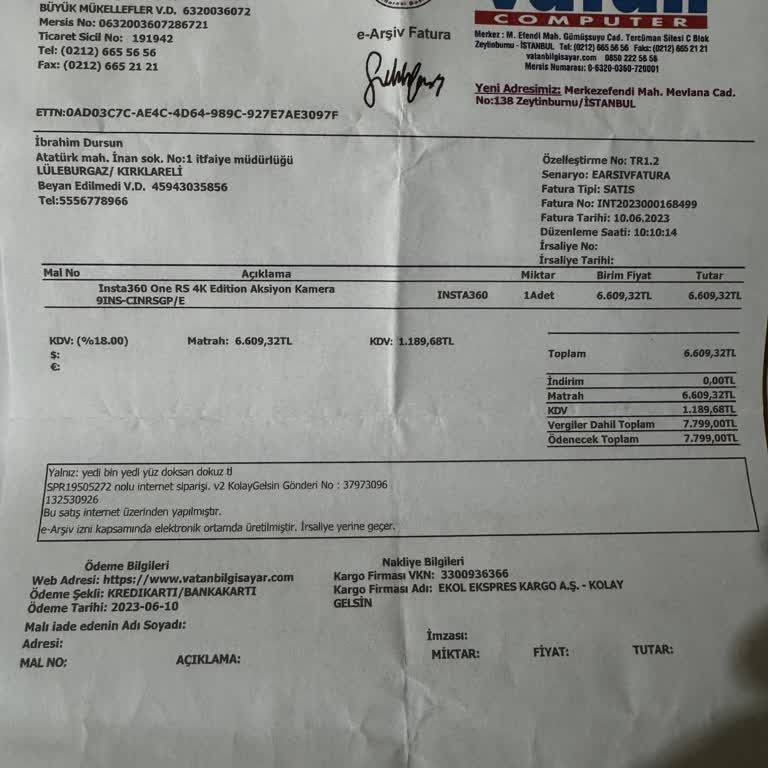 BÜYÜK MÜKELLEFLER V.D. 6320036072
Mersis No: 0632003607286721
Ticaret Sicil No: 191942
Tel: (0212) 665 56 56
Fax: (0212) 665 21 21
e-Arşiv Fatura
COMPUTER
Merkez : M. Efendi Mah. Gümüşsuyu Cad. Tercüman Sitesi C Blok
Zeytinburnu - İSTANBUL Tel: (0212) 665 56 56 Faks: (0212) 665 21 21
vatanbilgisayar.com 0850 222 56 56
Mersis Numarası: 0-6320-0360-720001
Yeni Adresimiz: Merkezefendi Mah. Mevlana Cad.
No:138 Zeytinburnu/İSTANBUL
ETTN:0AD03C7C-AE4C-4D64-989C-927E7AE3097F
İbrahim Dursun
Atatürk mah. İnan sok. No:1 itfaiye müdürlüğü
LÜLEBURGAZ/ KIRKLARELİ
Beyan Edilmedi V.D. 45943035856
Tel:5556778966
Özelleştirme No: TR1.2
Senaryo: EARSIVFATURA
Fatura Tipi: SATIS
Fatura No: INT2023000168499
Fatura Tarihi: 10.06.2023
Düzenleme Saati: 10:10:14
İrsaliye No:
İrsaliye Tarihi:
Mal No Açıklama Miktar Birim Fiyat Tutar
Insta360 One RS 4K Edition Aksiyon Kamera
9INS-CINRSGP/E INSTA360 1Adet 6.609,32TL 6.609,32TL
KDV: (%18.00) Matrah: 6.609,32TL KDV: 1.189,68TL
$:
€:
Toplam 6.609,32TL
İndirim 0,00TL
Matrah 6.609,32TL
KDV 1.189,68TL
Vergiler Dahil Toplam 7.799,00TL
Ödenecek Toplam 7.799,00TL
Yalnız: yedi bin yedi yüz doksan dokuz tl
SPR19505272 nolu internet siparişi. v2 KolayGelsin Gönderi No : 37973096
132530926
Bu satış internet üzerinden yapılmıştır.
e-Arşiv izni kapsamında elektronik ortamda üretilmiştir. İrsaliye yerine geçer.
Ödeme Bilgileri
Web Adresi: https://www.vatanbilgisayar.com
Ödeme Şekli: KREDIKARTI/BANKAKARTI
Ödeme Tarihi: 2023-06-10
Nakliye Bilgileri
Kargo Firması VKN: 3300936366
Kargo Firması Adı: EKOL EKSPRES KARGO A.Ş. - KOLAY
GELSİN
Malı iade edenin Adı Soyadı:
Adresi:
İmzası:
MAL NO: AÇIKLAMA: MİKTAR: FİYAT: TUTAR: